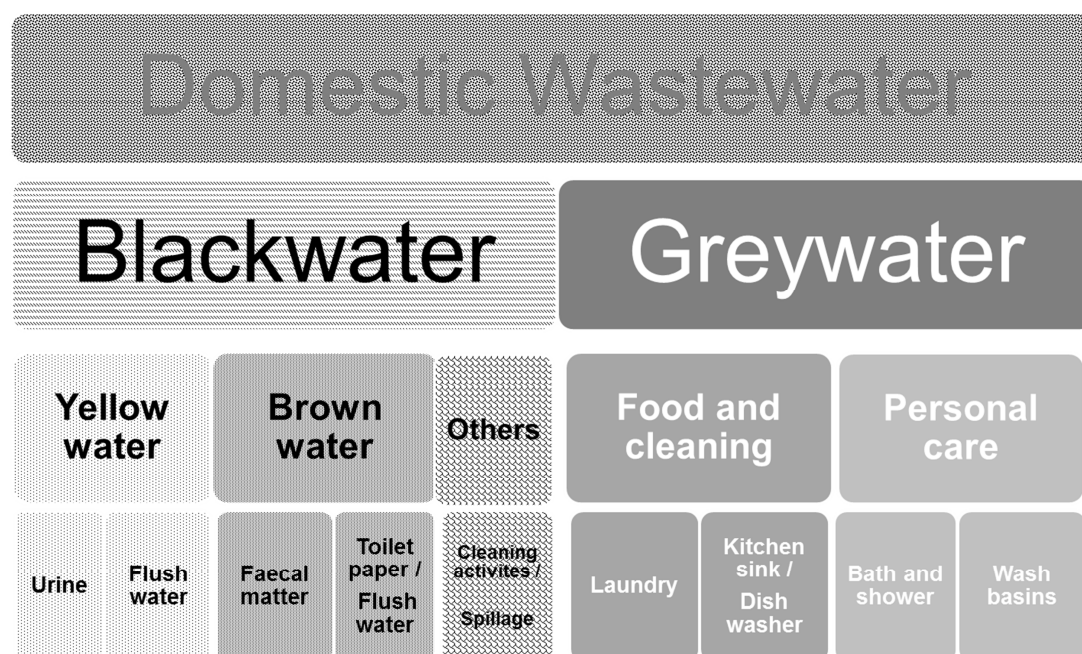 Domestic Wastewater
Blackwater
Greywater
Yellow
water
Brown
water
Others
Food and
cleaning
Personal
care
Urine
Flush
water
Faecal
matter
Toilet
paper /
Flush
water
Cleaning
activites /
Spillage
Laundry
Kitchen
sink /
Dish
washer
Bath and
shower
Wash
basins